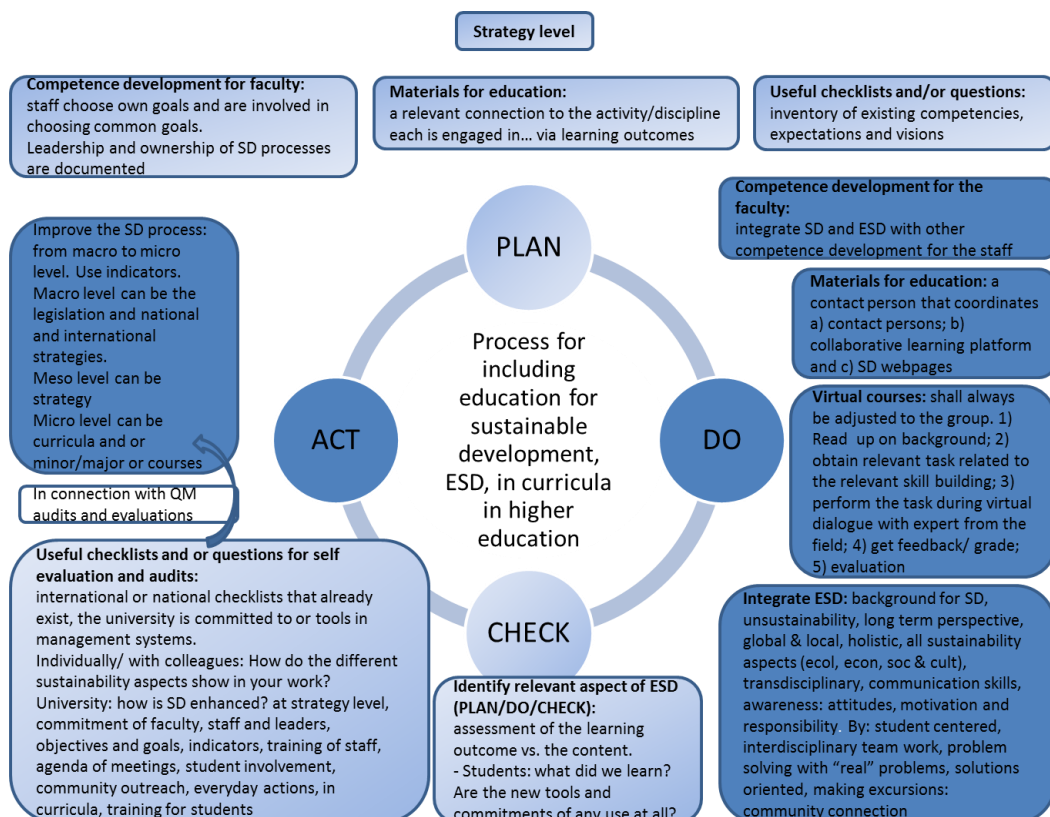 Strategy level
Competence development for faculty:
staff choose own goals and are involved in
choosing common goals.
Leadership and ownership of SD processes
are documented
Materials for education:
a relevant connection to the activity/discipline
each is engaged in... via learning outcomes
Useful checklists and/or questions:
inventory of existing competencies,
expectations and visions
PLAN
Competence development for the
faculty:
integrate SD and ESD with other
competence development for the staff
Materials for education: a
contact person that coordinates
a) contact persons; b)
collaborative learning platform
and c) SD webpages
Improve the SD process:
from macro to micro
level. Use indicators.
Macro level can be the
legislation and national
and international
strategies.
Meso level can be
strategy
Micro level can be
curricula and or
minor/major or courses
Process for
including
education for
sustainable
development,
ESD, in curricula
in higher
education
ACT
DO
Virtual courses: shall always
be adjusted to the group. 1)
Read up on background; 2)
obtain relevant task related to
the relevant skill building; 3)
perform the task during virtual
dialogue with expert from the
field; 4) get feedback/ grade;
5) evaluation
In connection with QM
audits and evaluations
Useful checklists and or questions for self
evaluation and audits:
international or national checklists that already
exist, the university is committed to or tools in
management systems.
Individually/ with colleagues: How do the different
sustainability aspects show in your work?
University: how is SD enhanced? at strategy level,
commitment of faculty, staff and leaders,
objectives and goals, indicators, training of staff,
agenda of meetings, student involvement,
community outreach, everyday actions, in
curricula, training for students
CHECK
Identify relevant aspect of ESD
(PLAN/DO/CHECK):
assessment of the learning
outcome vs. the content.
- Students: what did we learn?
Are the new tools and
commitments of any use at all?
Integrate ESD: background for SD,
unsustainability, long term perspective,
global & local, holistic, all sustainability
aspects (ecol, econ, soc & cult),
transdisciplinary, communication skills,
awareness: attitudes, motivation and
responsibility. By: student centered,
interdisciplinary team work, problem
solving with “real” problems, solutions
oriented, making excursions:
community connection